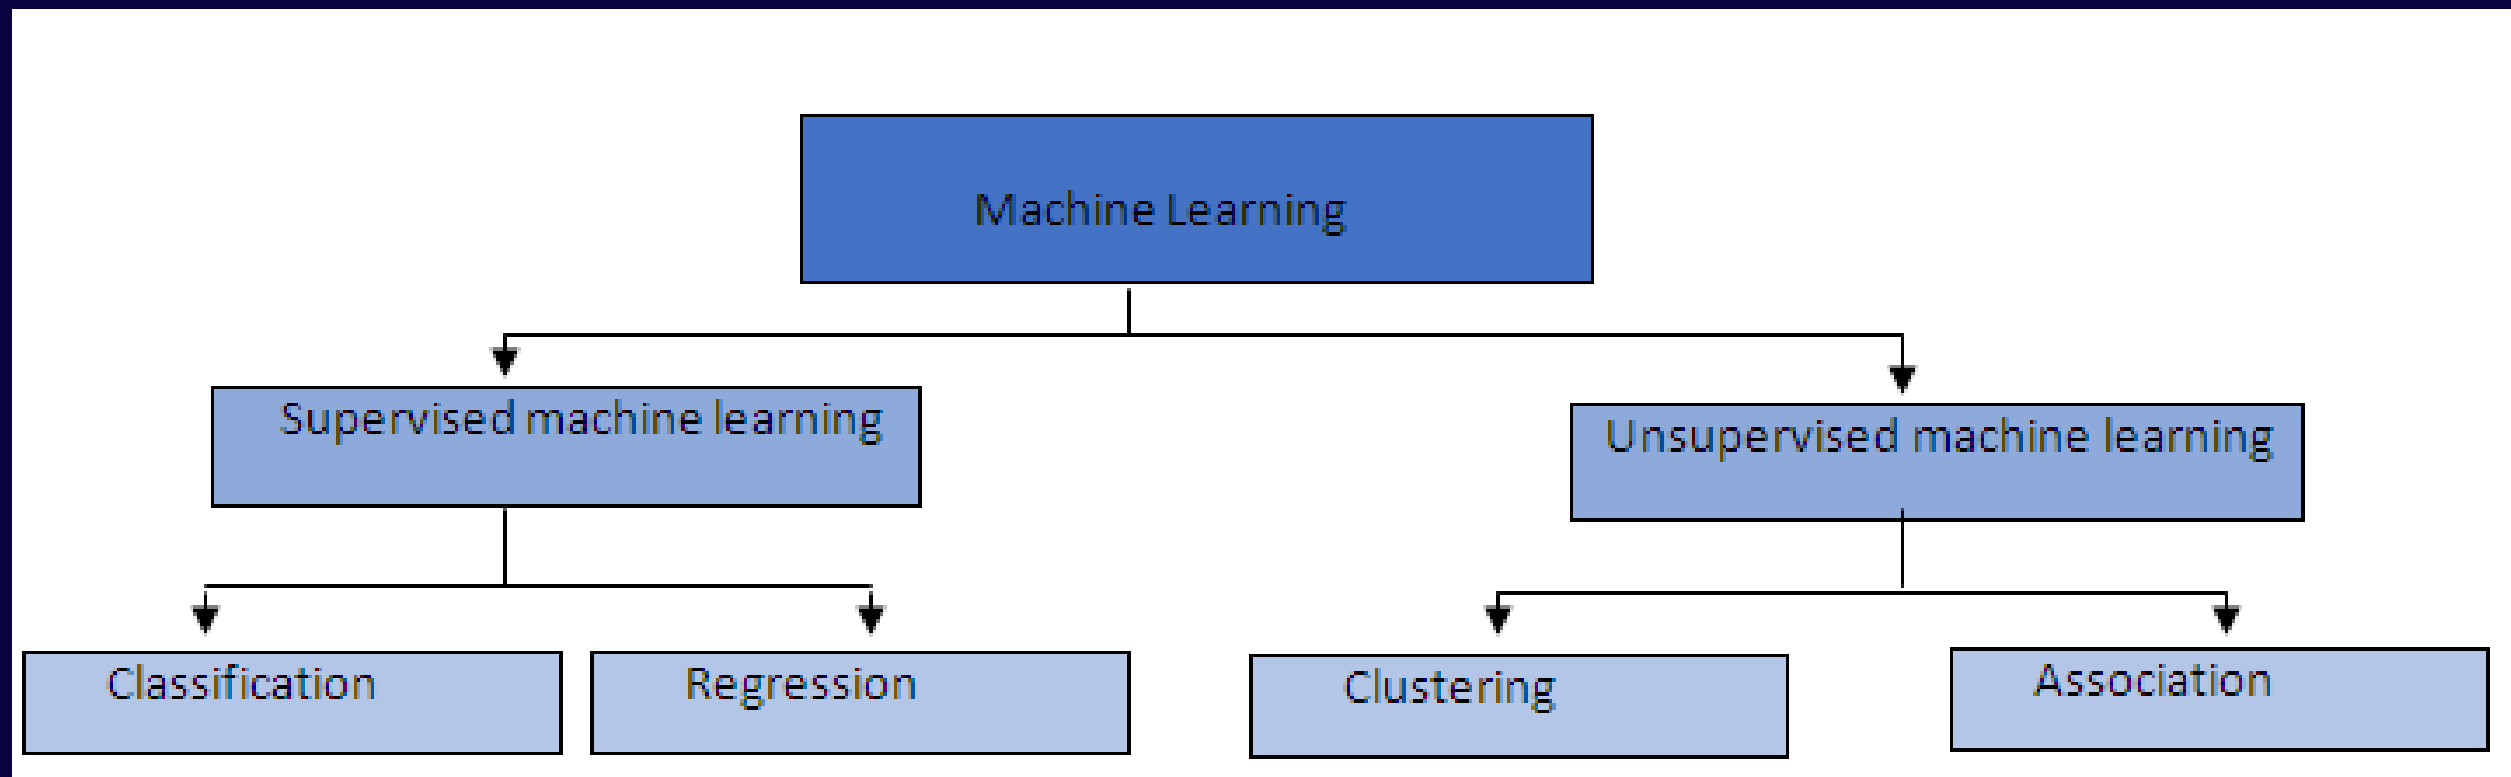 Machine Learning
Supervised machine learning
Unsupervised machine learning
Classification
Regression
Clustering
Association